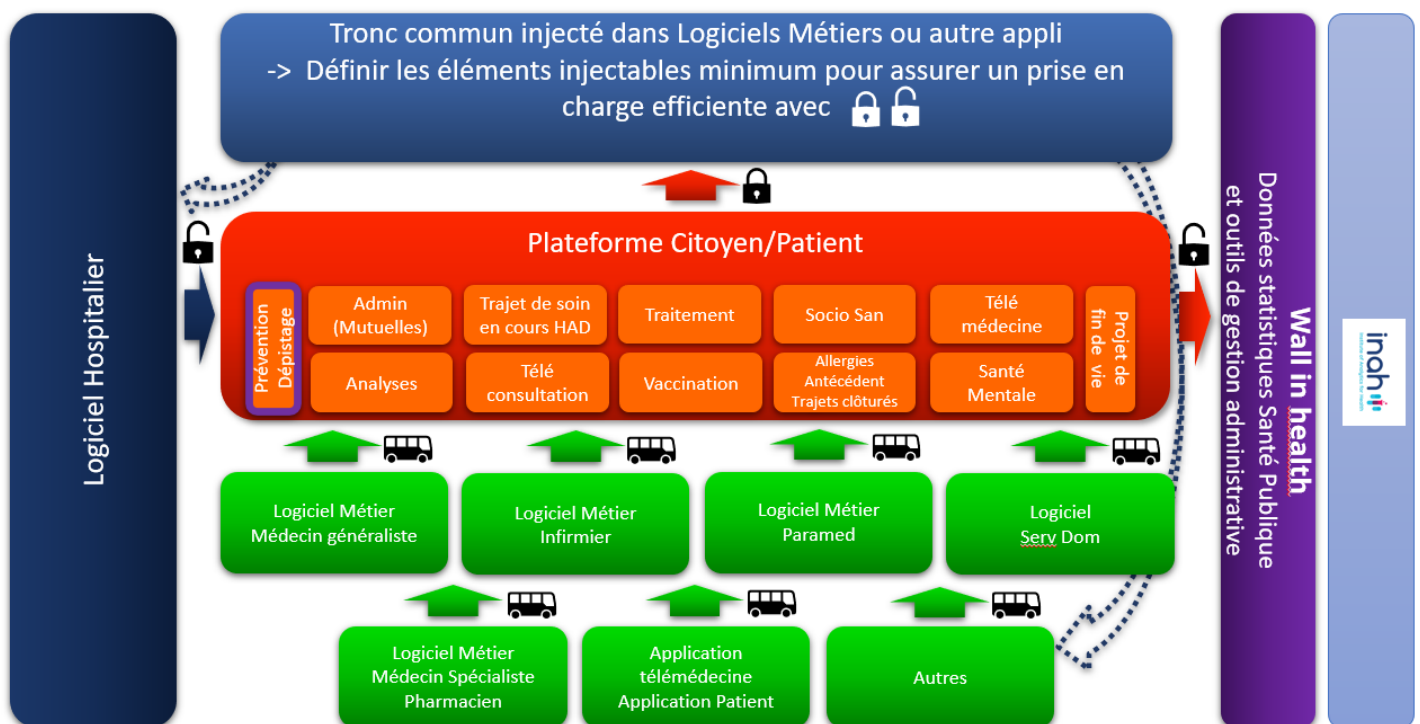 Tronc commun injecté dans Logiciels Métiers ou autre appli
-> Définir les éléments injectables minimum pour assurer un prise en
charge efficiente avec
Logiciel Hospitalier
Plateforme Citoyen/Patient
Prévention
Dépistage
Admin
(Mutuelles)
Trajet de soin
en cours HAD
Traitement
Socio San
Télé
médecine
Projet de
fin de vie
Analyses
Télé
consultation
Vaccination
Allergies
Antécédent
Trajets clôturés
Santé
Mentale
Logiciel Métier
Médecin généraliste
Logiciel Métier
Infirmier
Logiciel Métier
Paramed
Logiciel
Serv Dom
Logiciel Métier
Médecin Spécialiste
Pharmacien
Application
télémédecine
Application Patient
Autres
Wall in health
Données statistiques Santé Publique
et outils de gestion administrative
inah